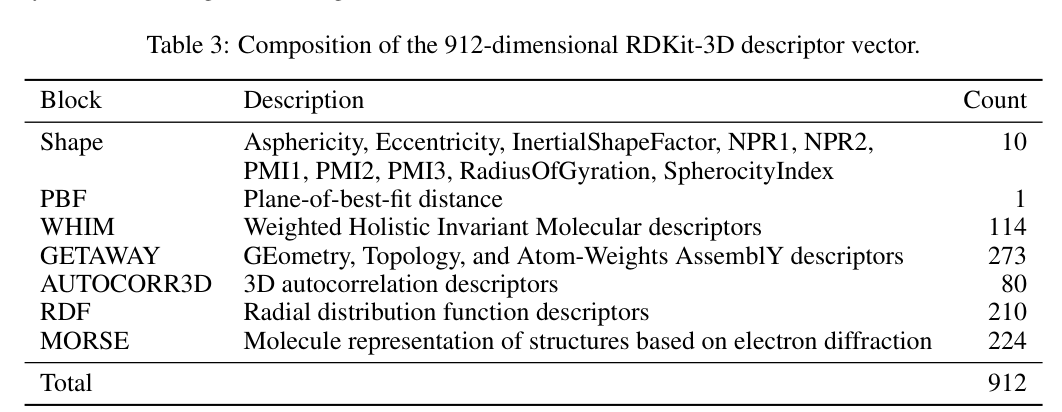 Table 3: Composition of the 912-dimensional RDKit-3D descriptor vector.
Block Description Count
Shape Asphericity, Eccentricity, InertialShapeFactor, NPR1, NPR2, 10
PMI1, PMI2, PMI3, RadiusOfGyration, SpherocityIndex
PBF Plane-of-best-fit distance 1
WHIM Weighted Holistic Invariant Molecular descriptors 114
GETAWAY GEometry, Topology, and Atom-Weights AssemblY descriptors 273
AUTOCORR3D 3D autocorrelation descriptors 80
RDF Radial distribution function descriptors 210
MORSE Molecule representation of structures based on electron diffraction 224
Total 912